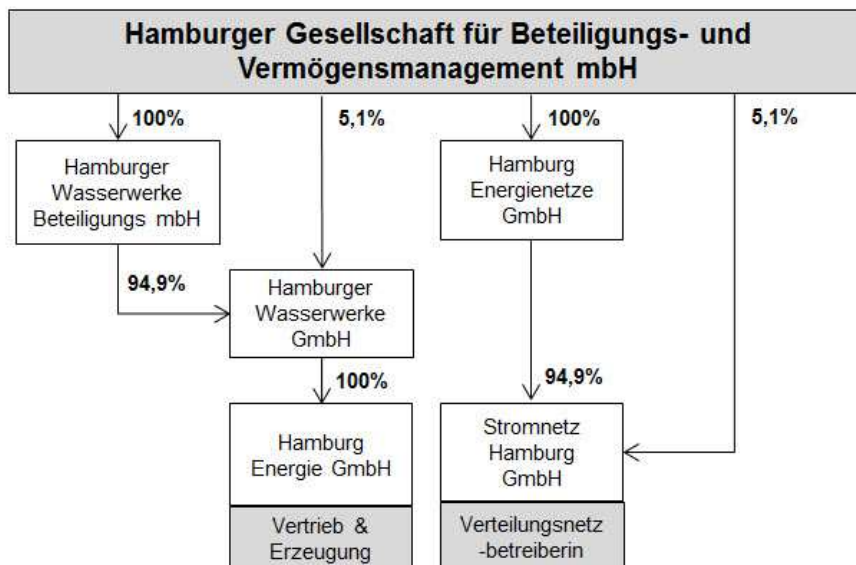 Hamburger Gesellschaft für Beteiligungs- und
Vermögensmanagement mbH
100%
5,1%
100%
5,1%
Hamburger
Wasserwerke
Beteiligungs mbH
Hamburg
Energienetze
GmbH
94,9%
Hamburger
Wasserwerke
GmbH
100%
94,9%
Hamburg
Energie GmbH
Stromnetz
Hamburg
GmbH
Vertrieb &
Erzeugung
Verteilungsnetz
-betreiberin